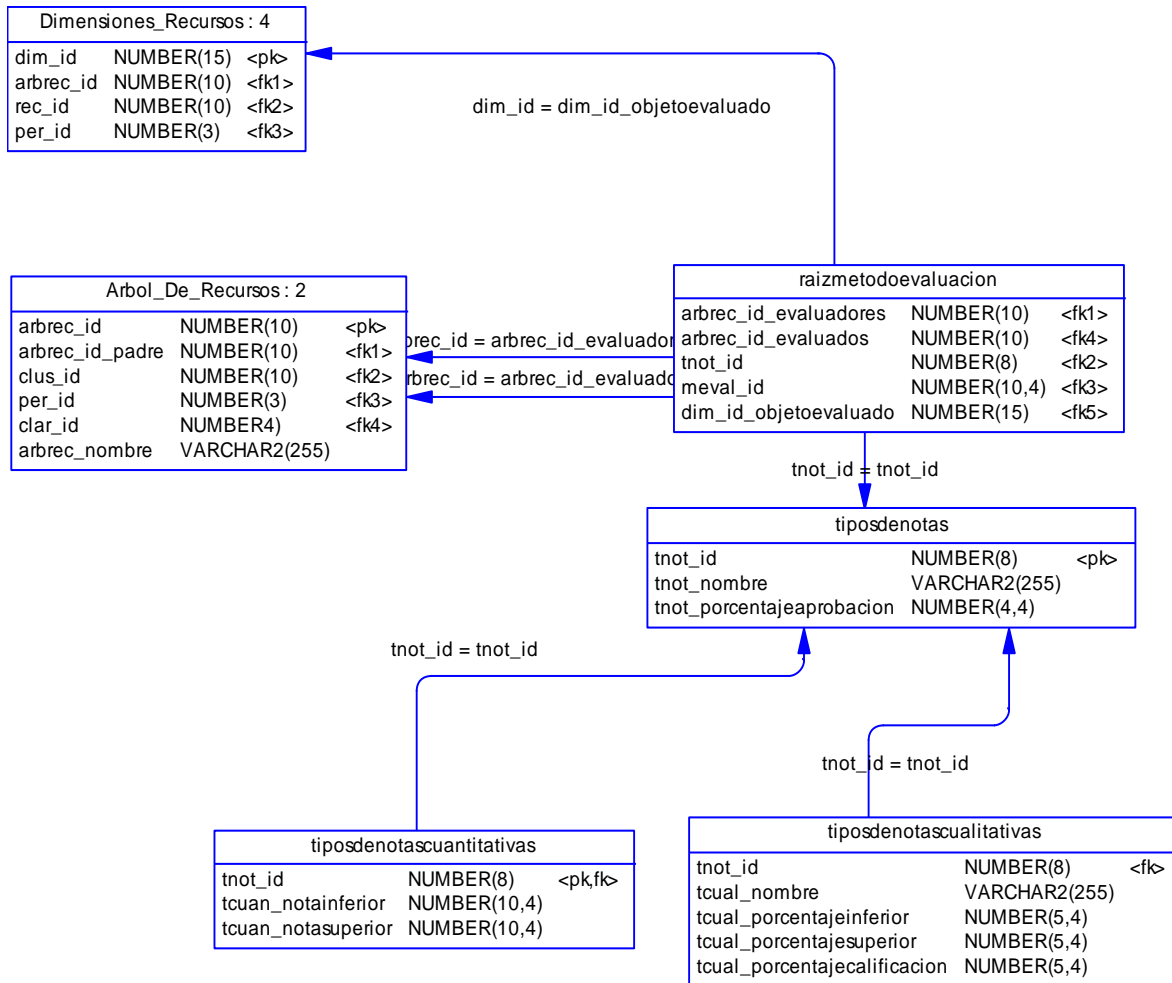 Dimensiones_Recursos : 4
dim_id NUMBER(15) <pk>
arbrec_id NUMBER(10) <fk1>
rec_id NUMBER(10) <fk2>
per_id NUMBER(3) <fk3>
dim_id = dim_id_objetoevaluado
Arbol_De_Recursos : 2
arbrec_id NUMBER(10) <pk>
arbrec_id_padre NUMBER(10) <fk1>
clus_id NUMBER(10) <fk2>
per_id NUMBER(3) <fk3>
clar_id NUMBER4) <fk4>
arbrec_nombre VARCHAR2(255)
brec_id = arbrec_id_evaluador
rbrec_id = arbrec_id_evaluado
raizmetodoevaluacion
arbrec_id_evaluadores NUMBER(10) <fk1>
arbrec_id_evaluados NUMBER(10) <fk4>
tnot_id NUMBER(8) <fk2>
meval_id NUMBER(10,4) <fk3>
dim_id_objetoevaluado NUMBER(15) <fk5>
tnot_id = tnot_id
tiposdenotas
tnot_id NUMBER(8) <pk>
tnot_nombre VARCHAR2(255)
tnot_porcentajeaprobacion NUMBER(4,4)
tnot_id = tnot_id
tnot_id = tnot_id
tiposdenotascuantitativas
tnot_id NUMBER(8) <pk,fk>
tcuan_notainferior NUMBER(10,4)
tcuan_notasuperior NUMBER(10,4)
tiposdenotascualitativas
tnot_id NUMBER(8) <fk>
tcual_nombre VARCHAR2(255)
tcual_porcentajeinferior NUMBER(5,4)
tcual_porcentajesuperior NUMBER(5,4)
tcual_porcentajecalificacion NUMBER(5,4)